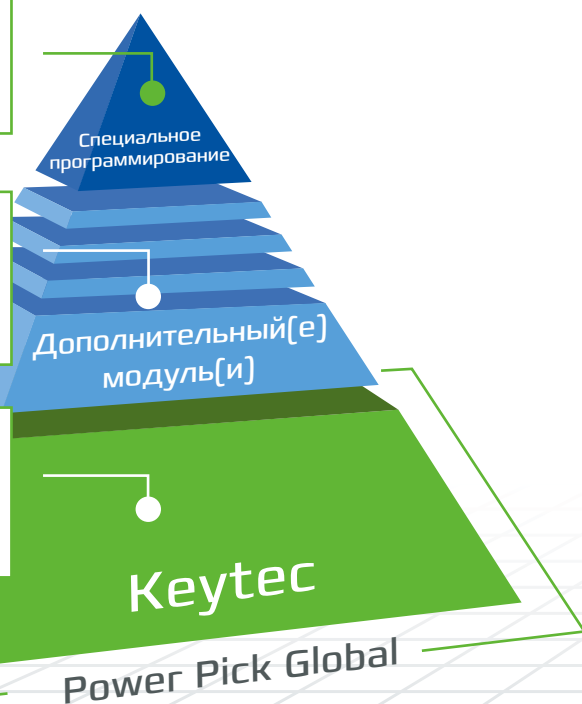 Специальное
программирование
Дополнительный(е)
модуль(и)
Keytec
Power Pick Global